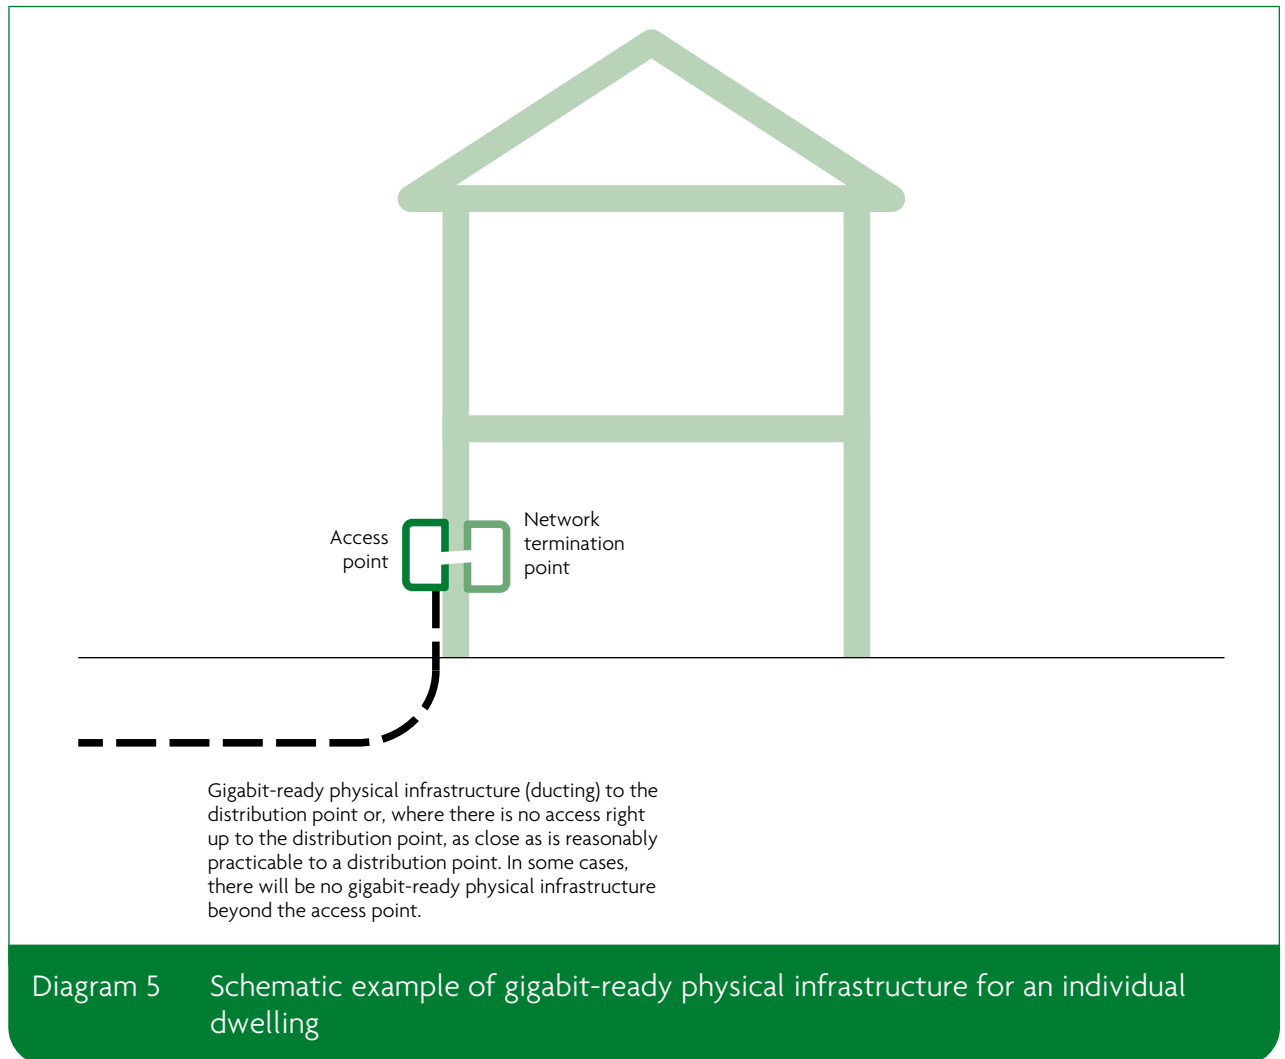 Access
point
Network
termination
point
Gigabit-ready physical infrastructure (ducting) to the
distribution point or, where there is no access right
up to the distribution point, as close as is reasonably
practicable to a distribution point. In some cases,
there will be no gigabit-ready physical infrastructure
beyond the access point.
Diagram 5 Schematic example of gigabit-ready physical infrastructure for an individual
dwelling